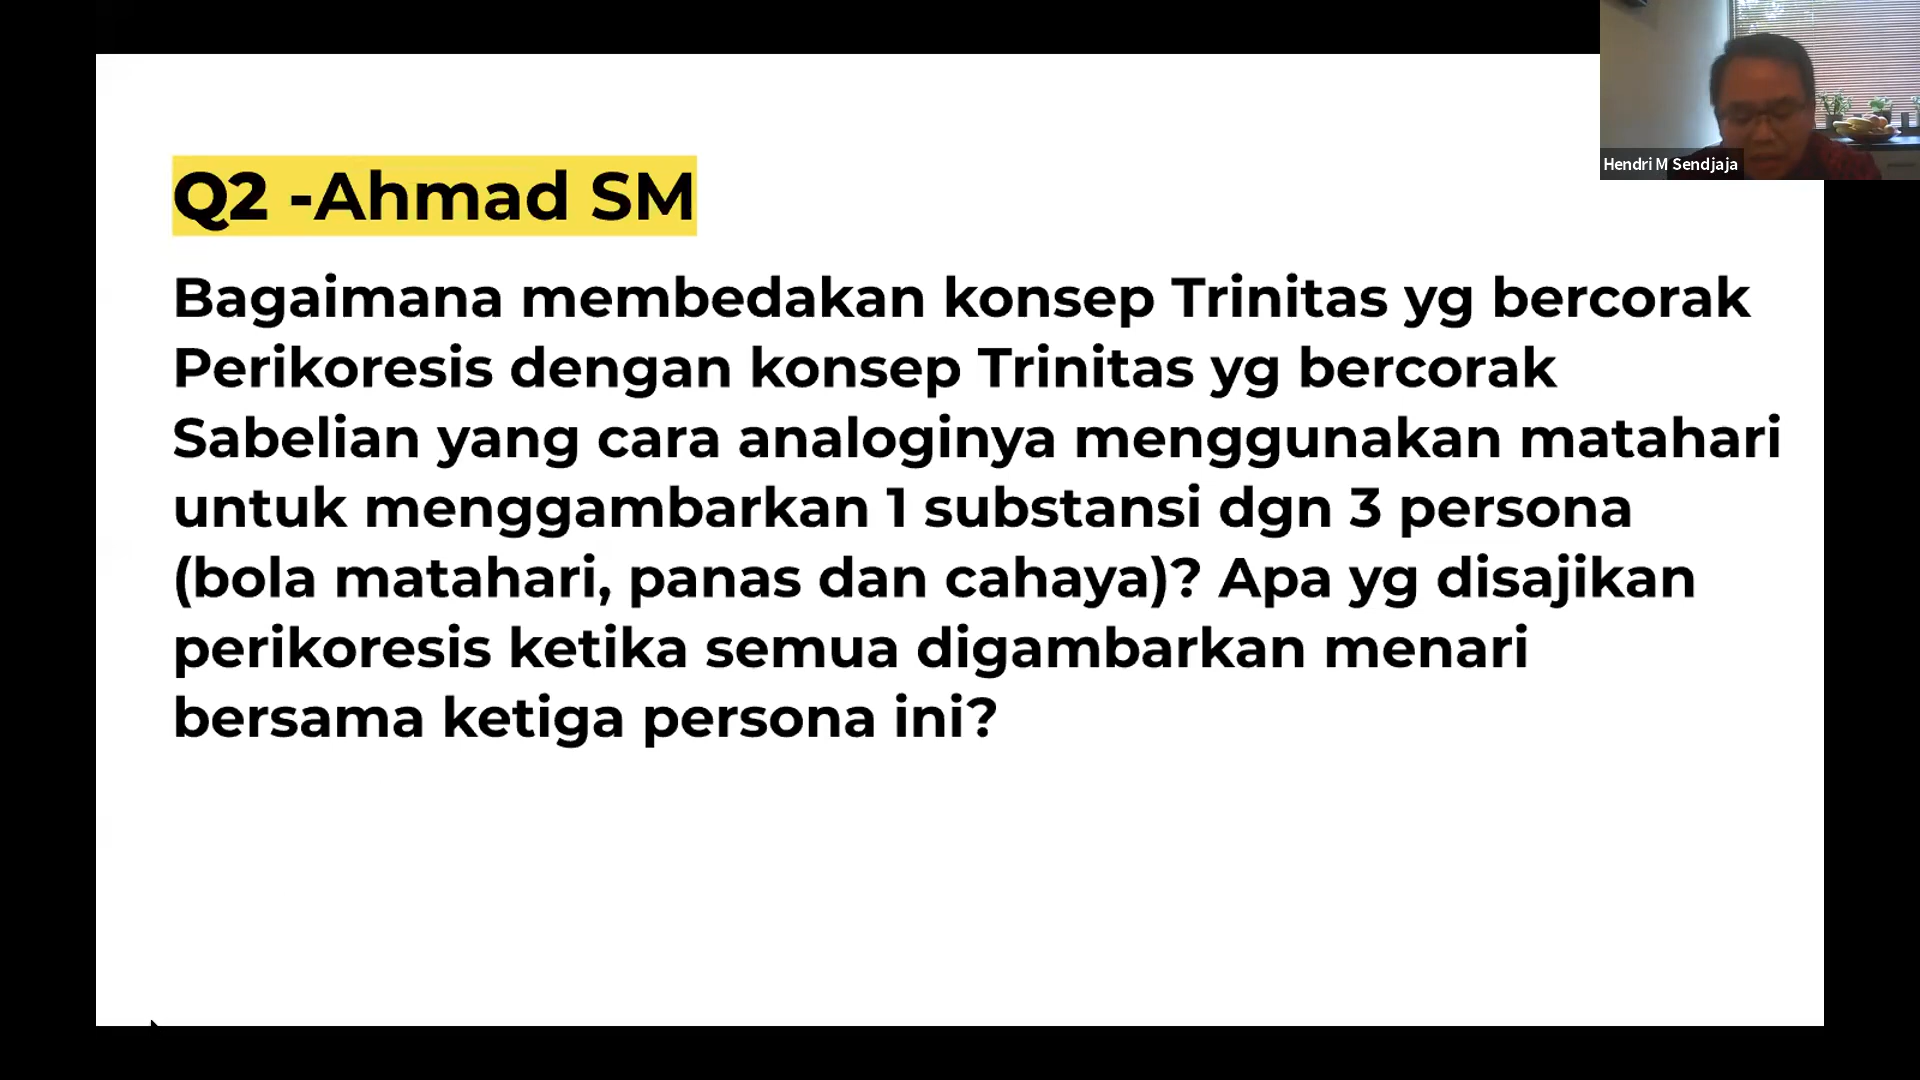 Q2 -Ahmad SM
Bagaimana membedakan konsep Trinitas yg bercorak
Perikoresis dengan konsep Trinitas yg bercorak
Sabelian yang cara analoginya menggunakan matahari
untuk menggambarkan 1 substansi dgn 3 persona
(bola matahari, panas dan cahaya)? Apa yg disajikan
perikoresis ketika semua digambarkan menari
bersama ketiga persona ini?
Hendri M Sendjaja